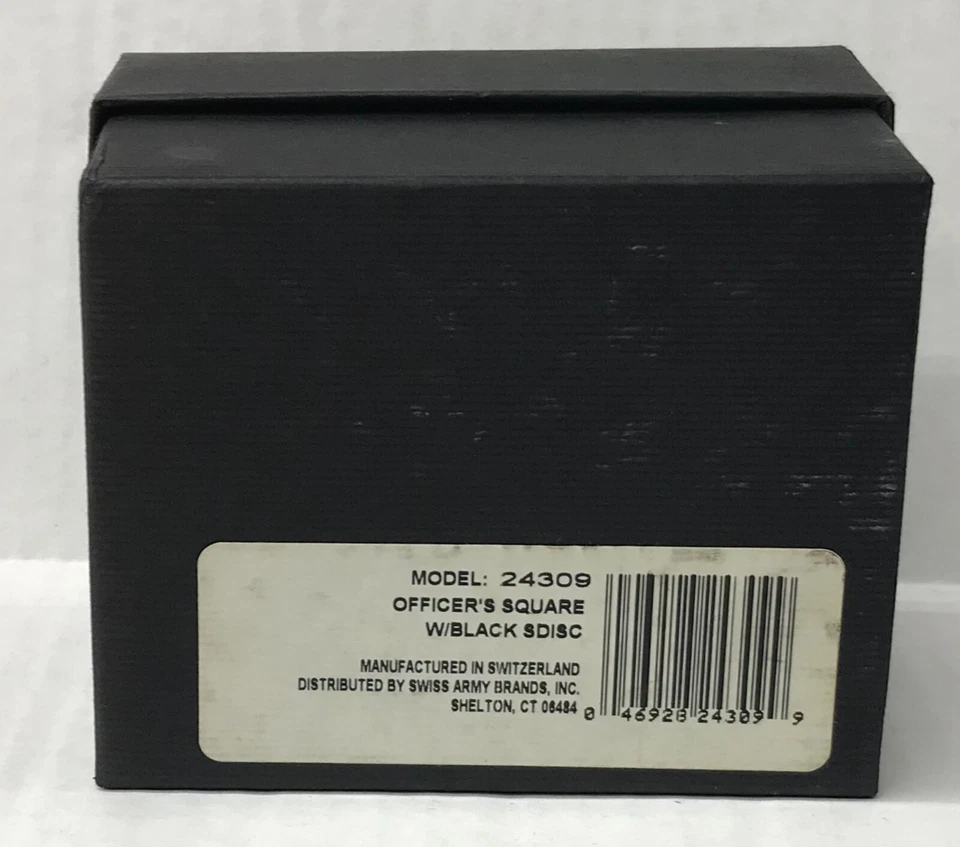 MODEL: 24309
OFFICER'S SQUARE
W/BLACK SDISC
MANUFACTURED IN SWITZERLAND
DISTRIBUTED BY SWISS ARMY BRANDS, INC.
SHELTON, CT 06484
0 46928 24309 9